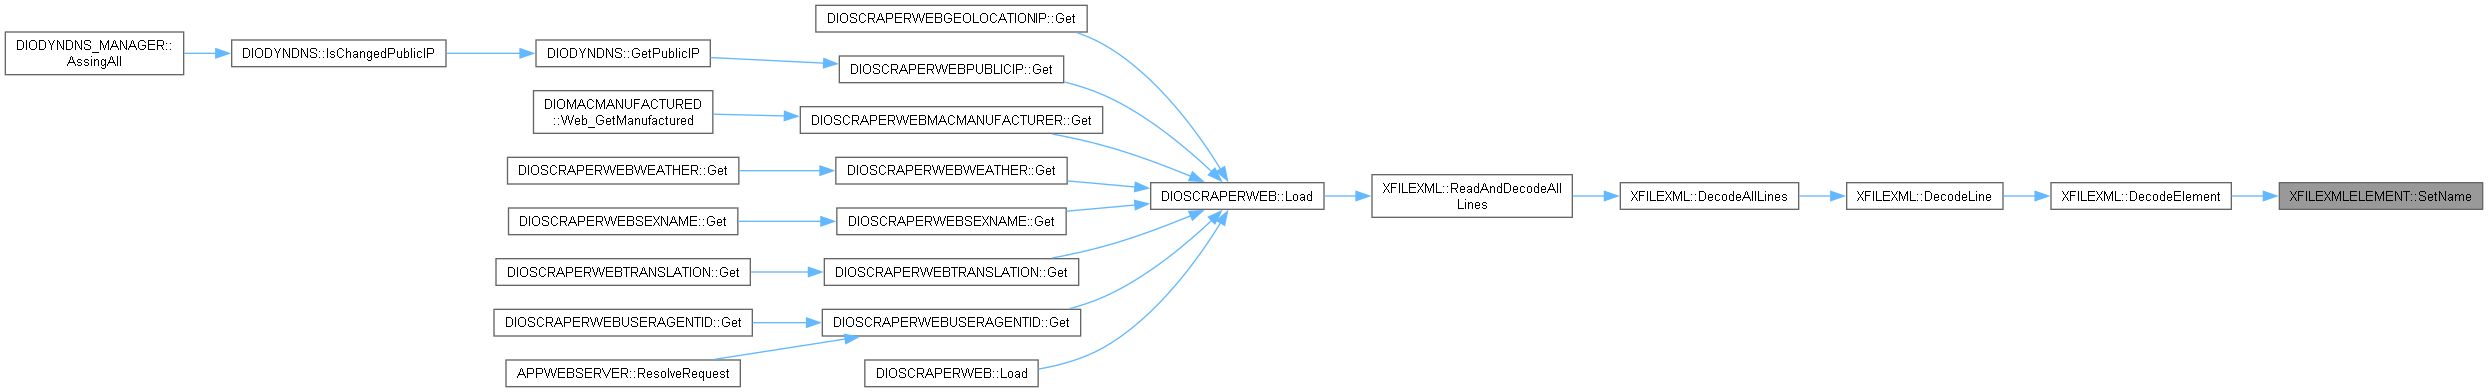 DIOSCRAPERWEBGEOLOCATIONIP::Get
DIODYNDNS_MANAGER::
AssingAll
DIODYNDNS::IsChangedPublicIP
DIODYNDNS::GetPublicIP
DIOSCRAPERWEBPUBLICIP::Get
DIOMACMANUFACTURED
::Web_GetManufactured
DIOSCRAPERWEBMACMANUFACTURER::Get
DIOSCRAPERWEBWEATHER::Get
DIOSCRAPERWEBWEATHER::Get
DIOSCRAPERWEB::Load
XFILEXML::ReadAndDecodeAll
Lines
XFILEXML::DecodeAllLines
XFILEXML::DecodeLine
XFILEXML::DecodeElement
XFILEXMLELEMENT::SetName
DIOSCRAPERWEBSEXNAME::Get
DIOSCRAPERWEBSEXNAME::Get
DIOSCRAPERWEBTRANSLATION::Get
DIOSCRAPERWEBTRANSLATION::Get
DIOSCRAPERWEBUSERAGENTID::Get
DIOSCRAPERWEBUSERAGENTID::Get
APPWEBSERVER::ResolveRequest
DIOSCRAPERWEB::Load